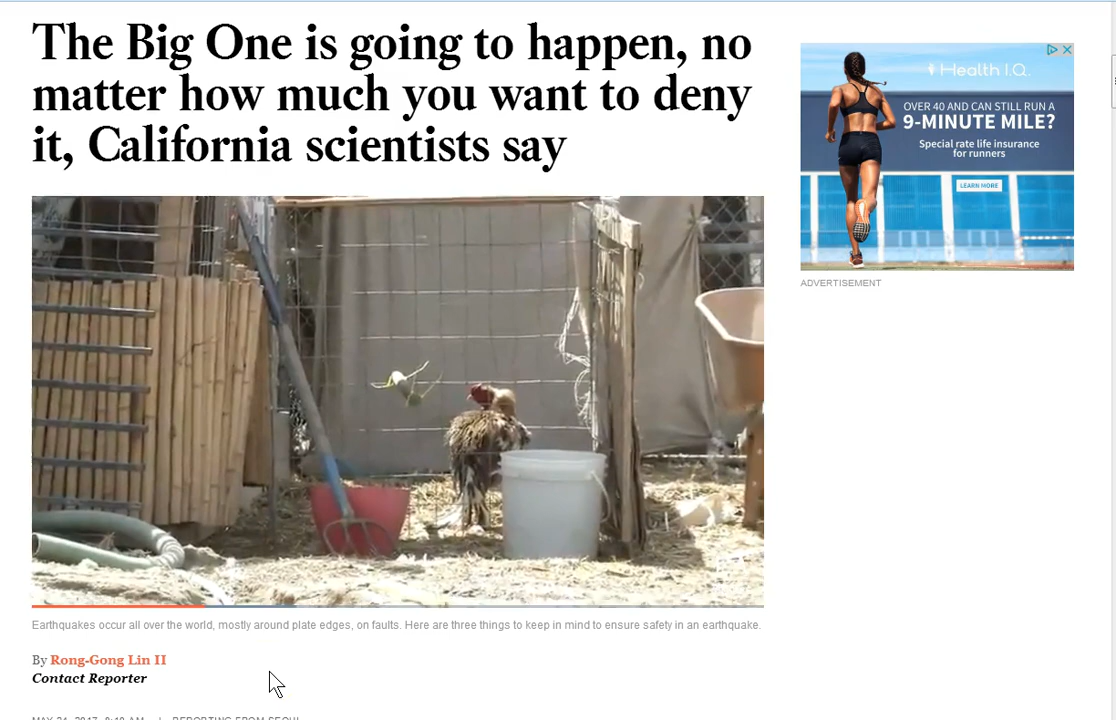 The Big One is going to happen, no
matter how much you want to deny
it, California scientists say
Health I.Q.
OVER 40 AND CAN STILL RUN A
9-MINUTE MILE?
Special rate life insurance
for runners
LEARN MORE
ADVERTISEMENT
Earthquakes occur all over the world, mostly around plate edges, on faults. Here are three things to keep in mind to ensure safety in an earthquake.
By Rong-Gong Lin II
Contact Reporter
REPORTING FROM SEOUL